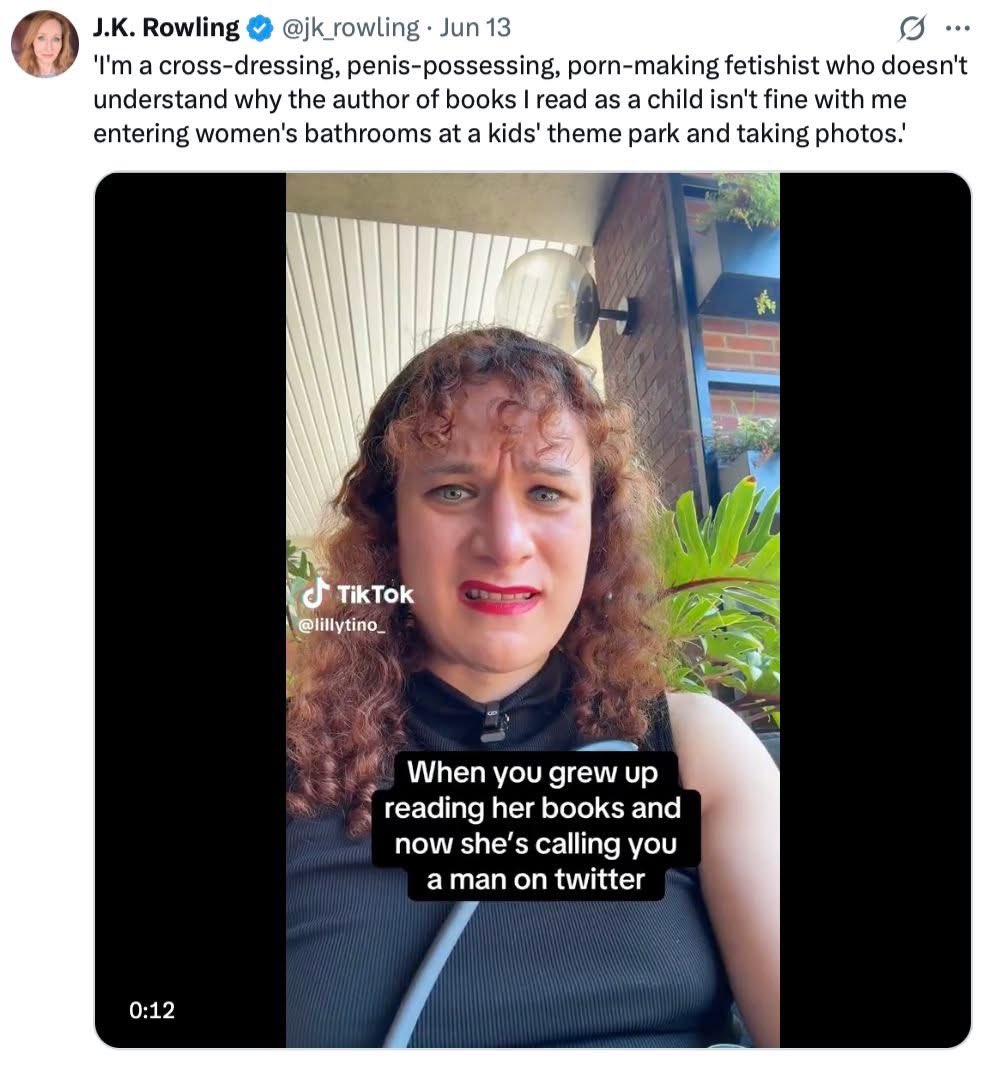 J.K. Rowling @jk_rowling · Jun 13
'I'm a cross-dressing, penis-possessing, porn-making fetishist who doesn't
understand why the author of books I read as a child isn't fine with me
entering women's bathrooms at a kids' theme park and taking photos.'
TikTok
@lillytino_
When you grew up
reading her books and
now she's calling you
a man on twitter
0:12